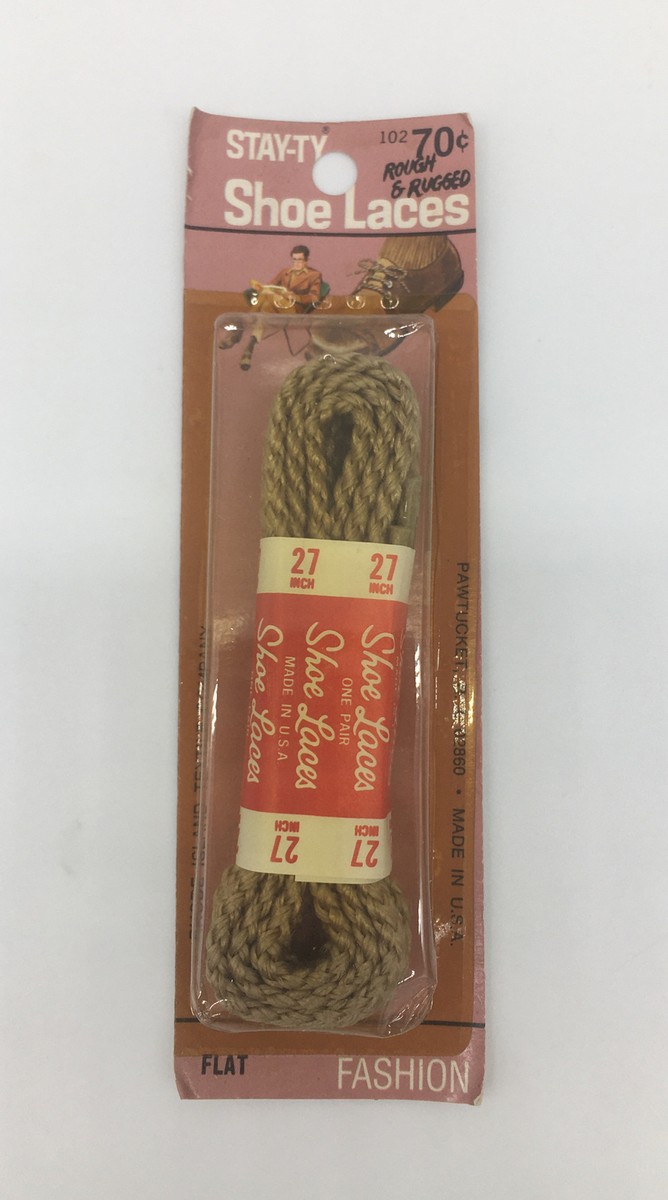 STAY-TY®
102 70¢
ROUGH
& RUGGED
Shoe Laces
27 INCH
27 INCH
Shoe Laces
ONE PAIR
Shoe Laces
MADE IN U S A
Shoe Laces
27 INCH
27 INCH
PAWTUCKET, 02860 • MADE IN U.S.A.
FLAT
FASHION